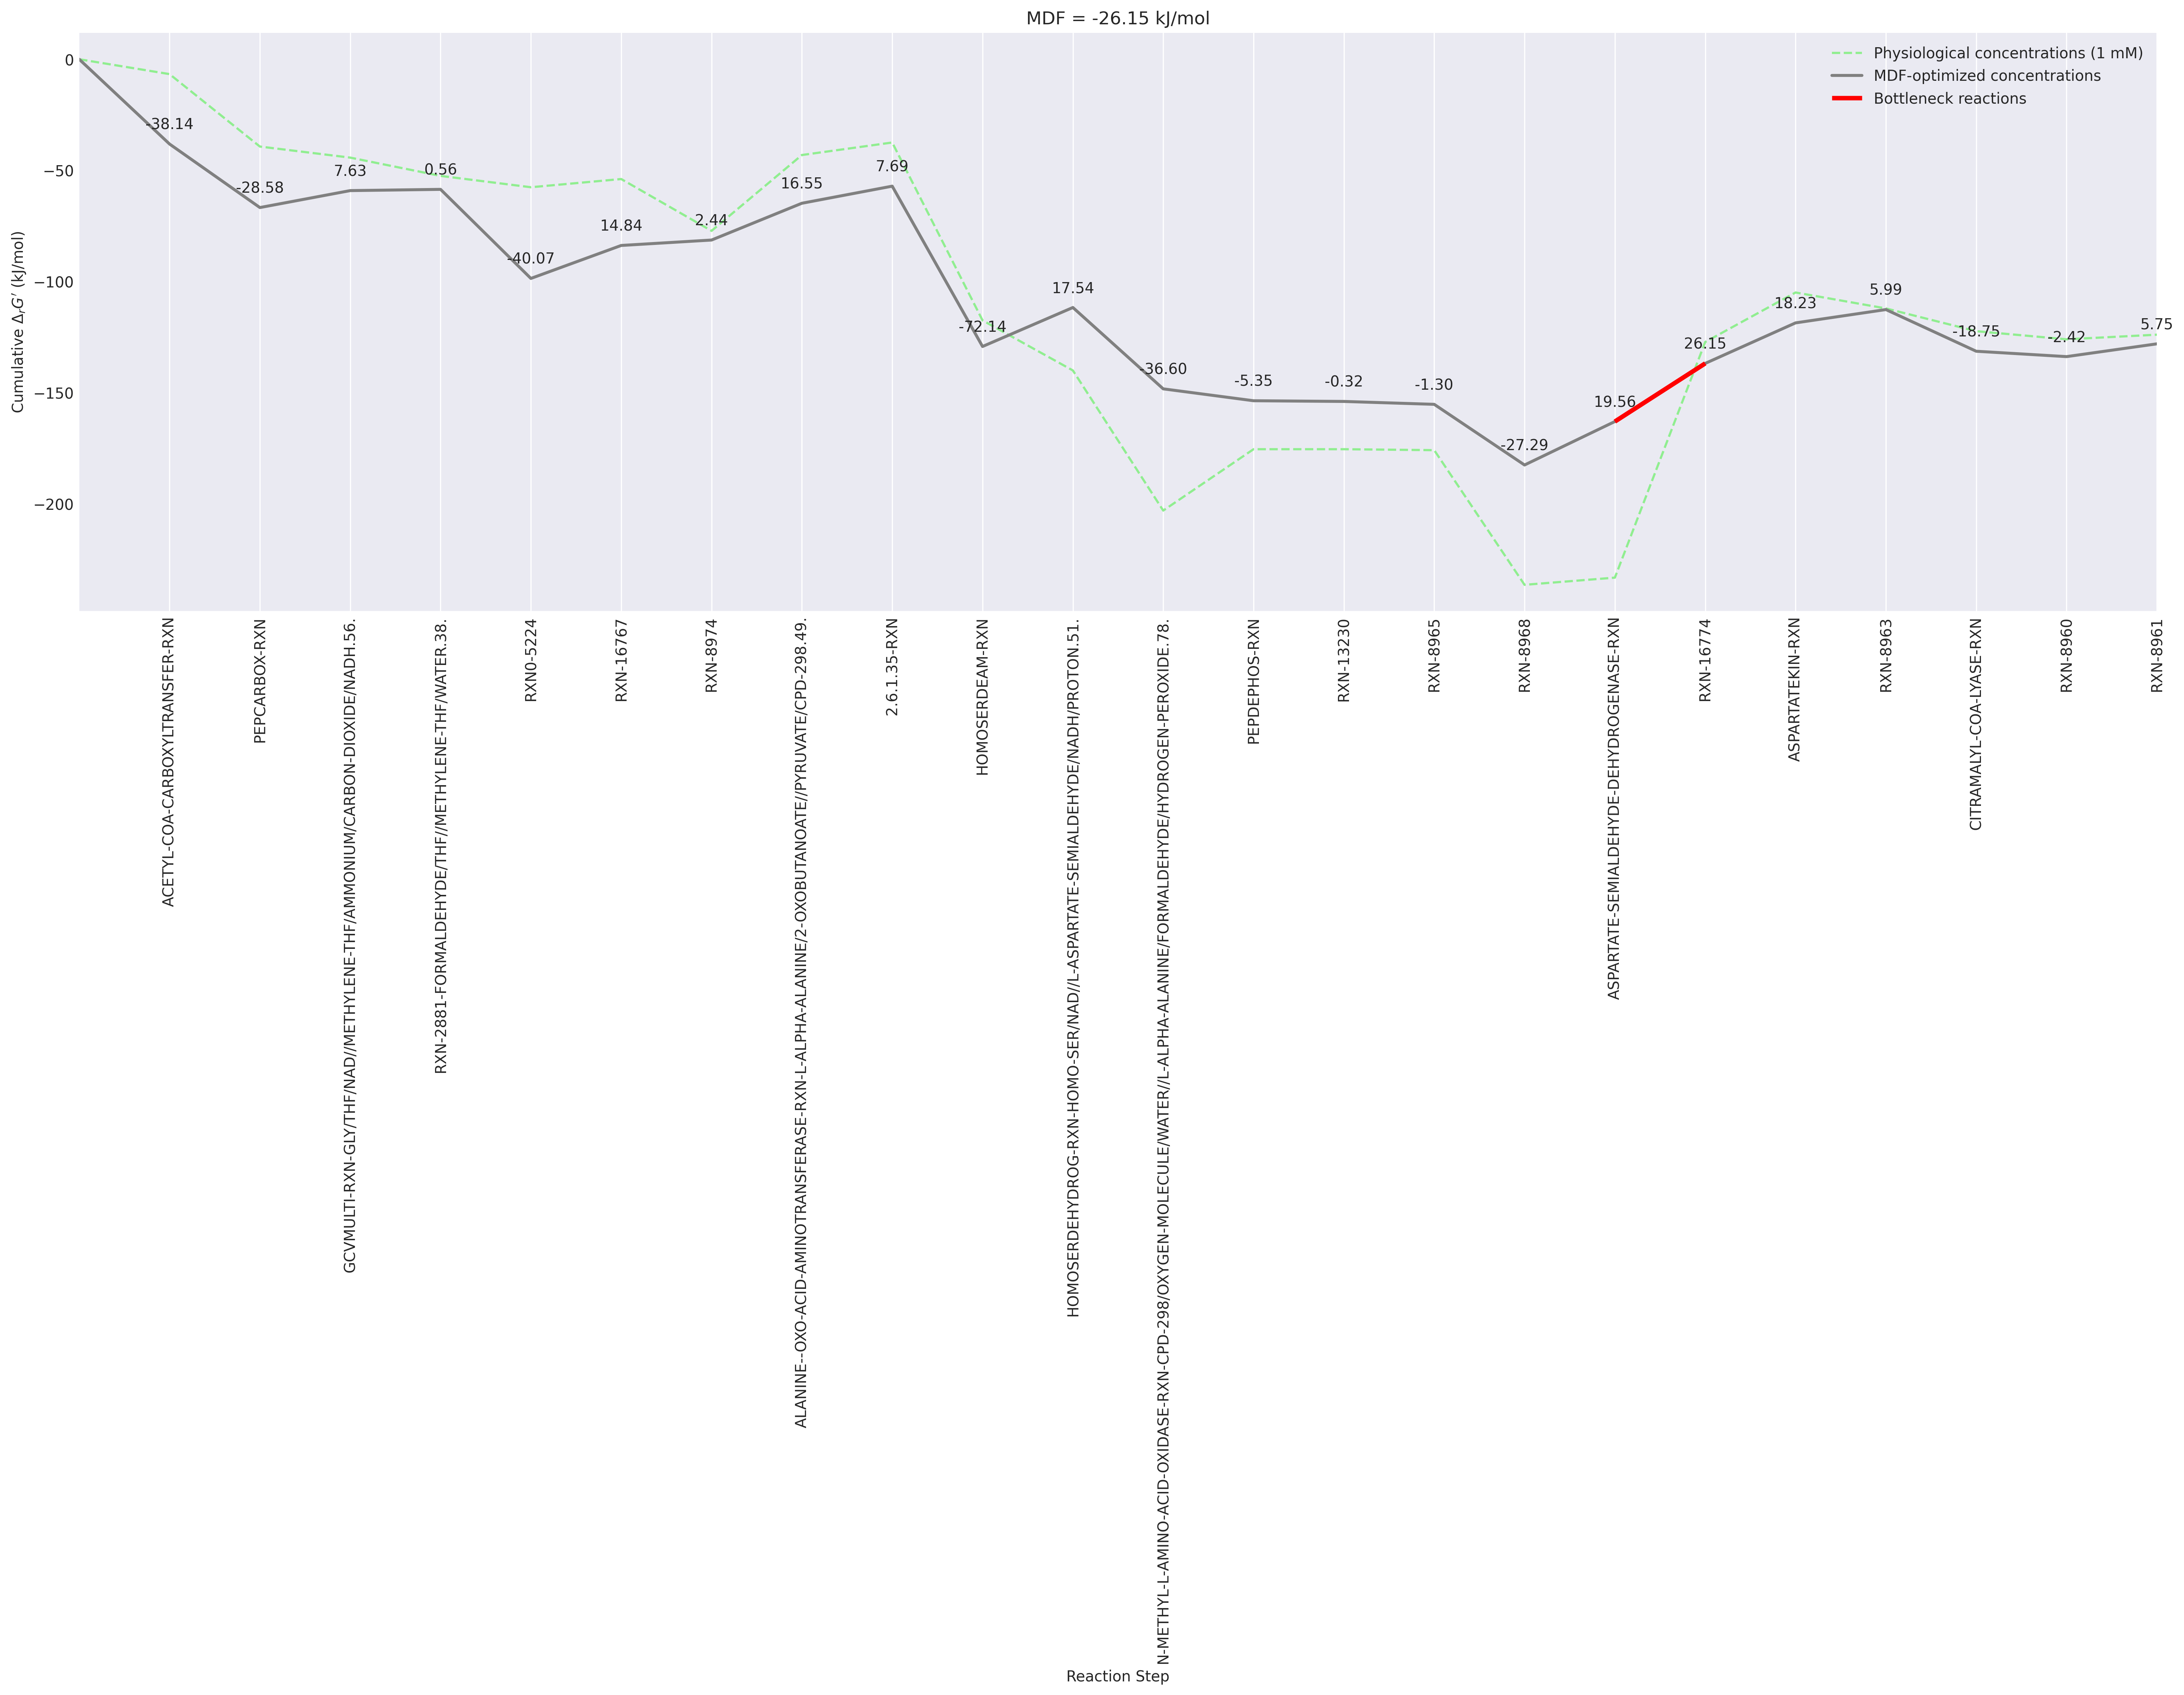 MDF = -26.15 kJ/mol
Physiological concentrations (1 mM)
MDF-optimized concentrations
Bottleneck reactions
Cumulative ΔrG′ (kJ/mol)
0
−50
−100
−150
−200
-38.14
-28.58
7.63
0.56
-40.07
14.84
2.44
16.55
7.69
-72.14
17.54
-36.60
-5.35
-0.32
-1.30
-27.29
19.56
26.15
18.23
5.99
-18.75
-2.42
5.75
ACETYL-COA-CARBOXYLTRANSFER-RXN
PEPCARBOX-RXN
GCVMULTI-RXN-GLY/THF/NAD//METHYLENE-THF/AMMONIUM/CARBON-DIOXIDE/NADH.56.
RXN-2881-FORMALDEHYDE/THF//METHYLENE-THF/WATER.38.
RXN0-5224
RXN-16767
RXN-8974
ALANINE--OXO-ACID-AMINOTRANSFERASE-RXN-L-ALPHA-ALANINE/2-OXOBUTANOATE//PYRUVATE/CPD-298.49.
2.6.1.35-RXN
HOMOSERDEAM-RXN
HOMOSERDEHYDROG-RXN-HOMO-SER/NAD//L-ASPARTATE-SEMIALDEHYDE/NADH/PROTON.51.
N-METHYL-L-AMINO-ACID-OXIDASE-RXN-CPD-298/OXYGEN-MOLECULE/WATER//L-ALPHA-ALANINE/FORMALDEHYDE/HYDROGEN-PEROXIDE.78.
PEPDEPHOS-RXN
RXN-13230
RXN-8965
RXN-8968
ASPARTATE-SEMIALDEHYDE-DEHYDROGENASE-RXN
RXN-16774
ASPARTATEKIN-RXN
RXN-8963
CITRAMALYL-COA-LYASE-RXN
RXN-8960
RXN-8961
Reaction Step